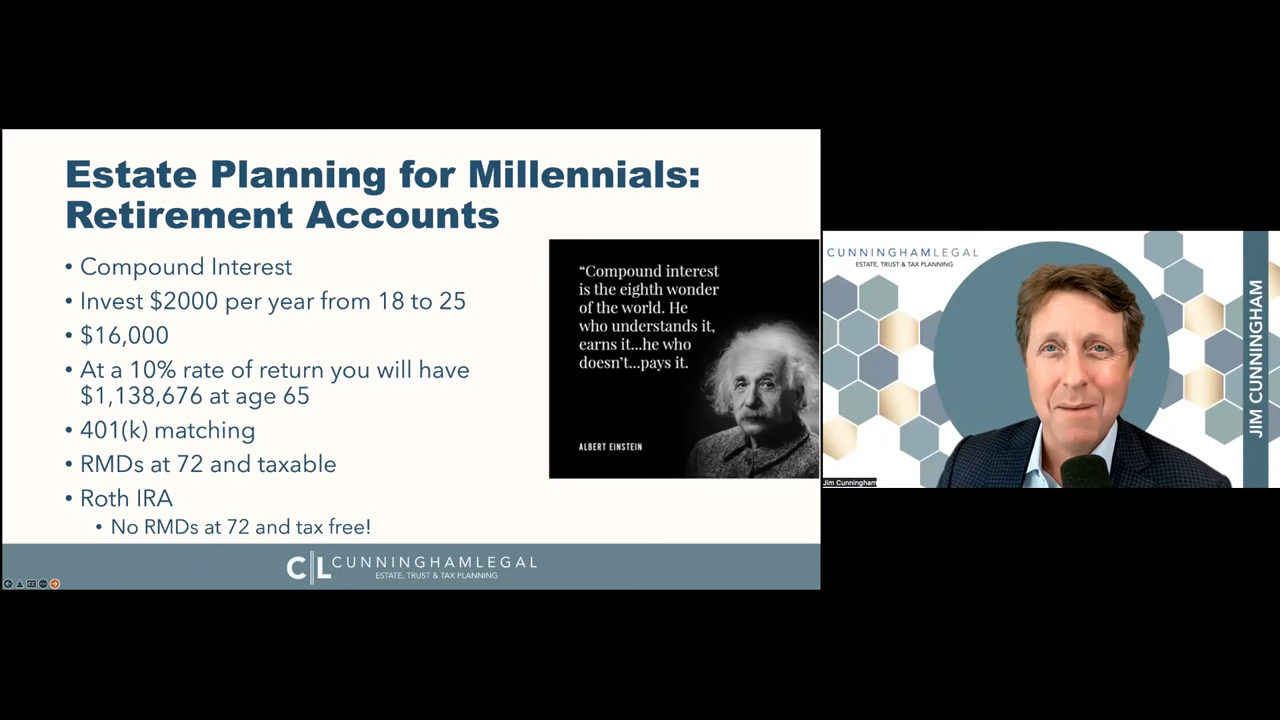 Estate Planning for Millennials:
Retirement Accounts
• Compound Interest
• Invest $2000 per year from 18 to 25
• $16,000
• At a 10% rate of return you will have
$1,138,676 at age 65
• 401(k) matching
• RMDs at 72 and taxable
• Roth IRA
• No RMDs at 72 and tax free!
“Compound interest
is the eighth wonder
of the world. He
who understands it,
earns it...he who
doesn't...pays it.
ALBERT EINSTEIN
CL CUNNINGHAMLEGAL
ESTATE, TRUST & TAX PLANNING
CUNNINGHAMLEGAL
ESTATE, TRUST & TAX PLANNING
JIM CUNNINGHAM
Jim Cunningham